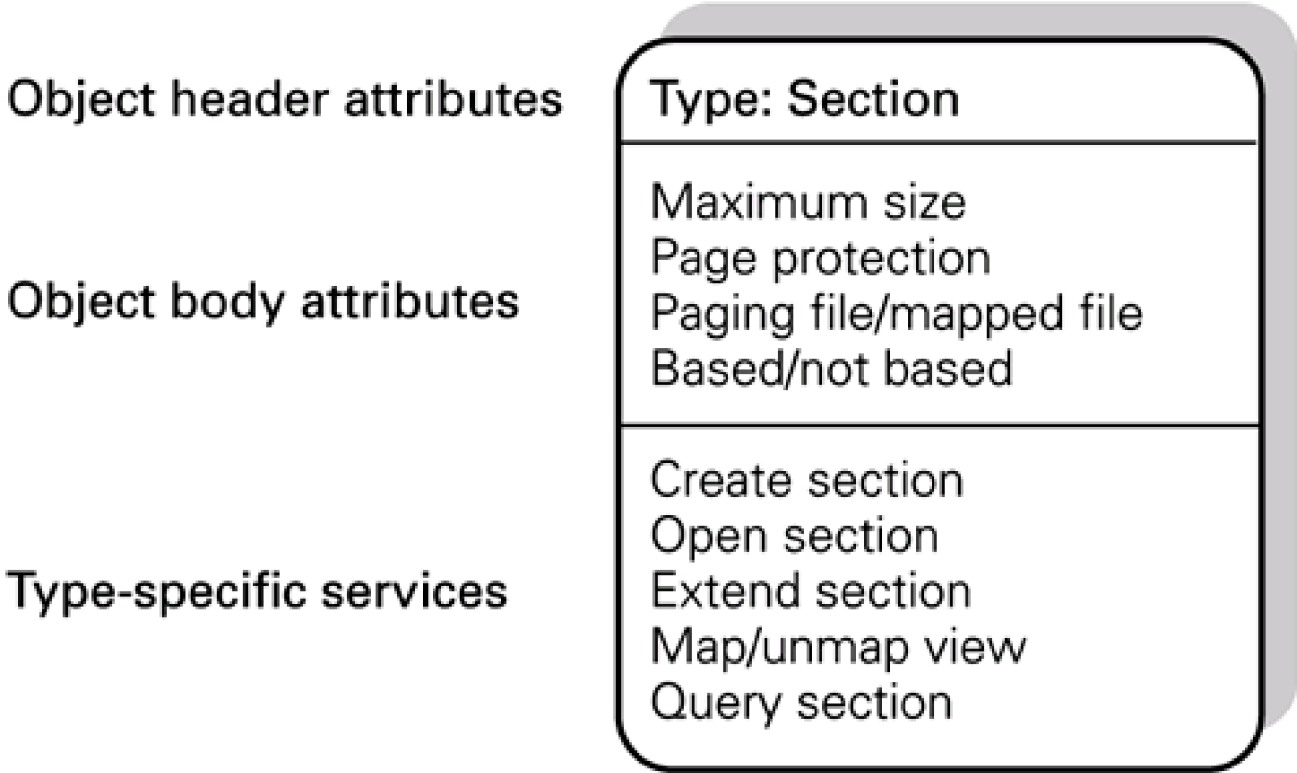 Object header attributes
Type: Section
Object body attributes
Maximum size
Page protection
Paging file/mapped file
Based/not based
Type-specific services
Create section
Open section
Extend section
Map/unmap view
Query section